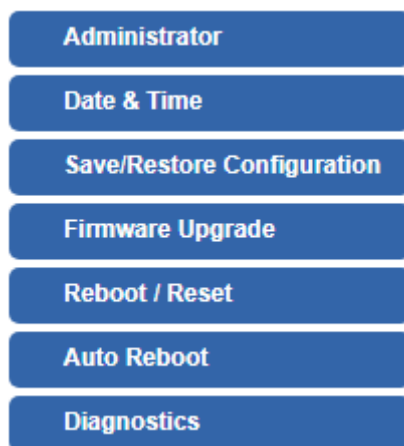 Administrator
Date & Time
Save/Restore Configuration
Firmware Upgrade
Reboot / Reset
Auto Reboot
Diagnostics